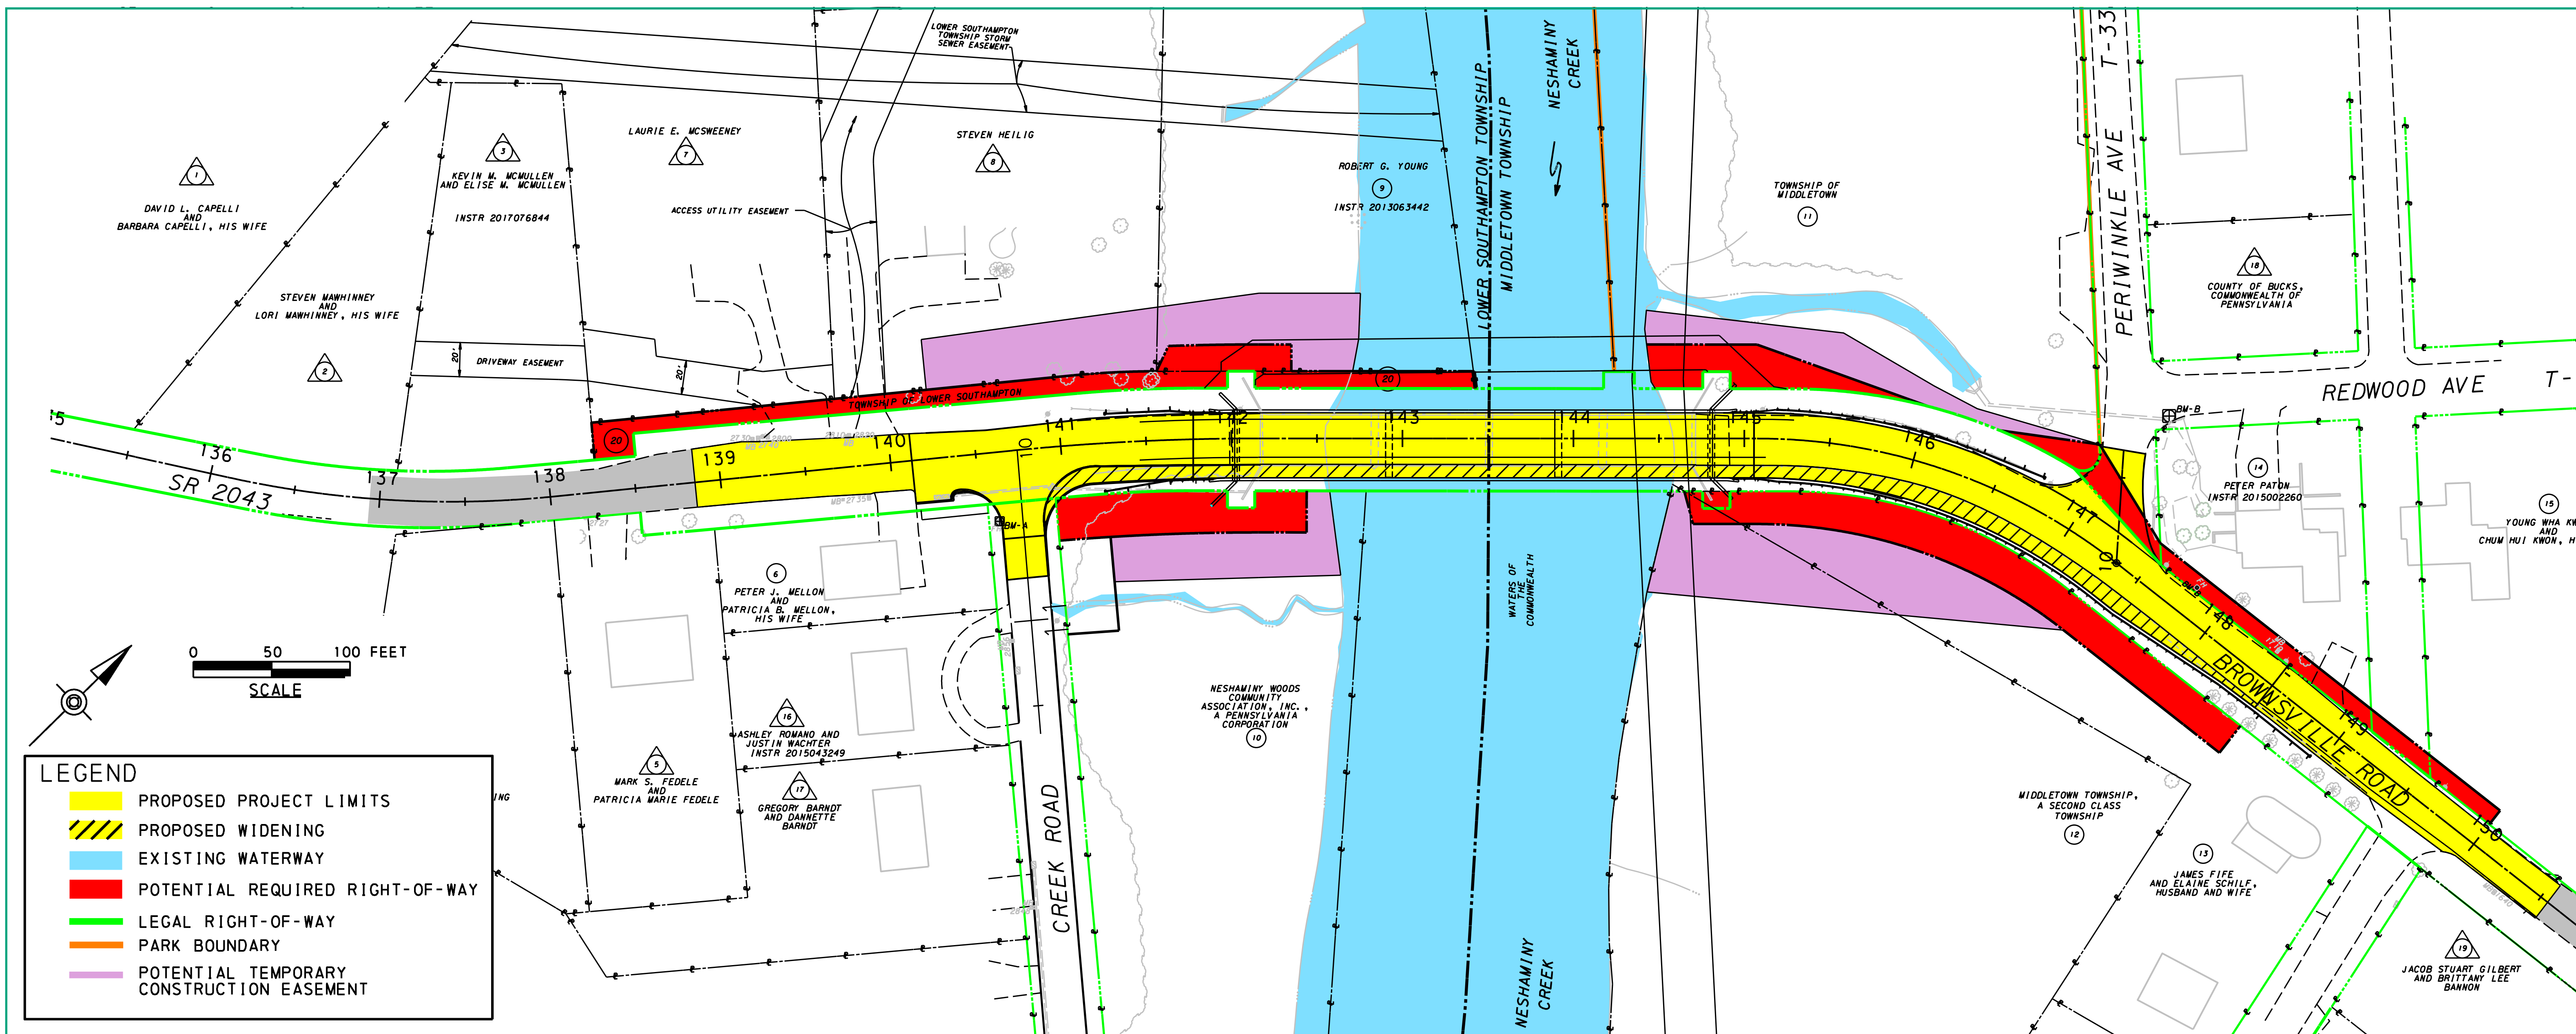 LOWER SOUTHAMPTON
TOWNSHIP STORM
SEWER EASEMENT
NESHAMINY
CREEK
LOWER SOUTHAMPTON TOWNSHIP
MIDDLETOWN TOWNSHIP
PERIWINKLE AVE T-33
1
DAVID L. CAPELLI
AND
BARBARA CAPELLI, HIS WIFE
3
KEVIN M. MCMULLEN
AND ELISE M. MCMULLEN
INSTR 2017076844
LAURIE E. MCSWEENEY
7
STEVEN HEILIG
8
ACCESS UTILITY EASEMENT
ROBERT G. YOUNG
9
INSTR 2013063442
TOWNSHIP OF
MIDDLETOWN
11
18
COUNTY OF BUCKS,
COMMONWEALTH OF
PENNSYLVANIA
STEVEN MAWHINNEY
AND
LORI MAWHINNEY, HIS WIFE
2
20'
DRIVEWAY EASEMENT
20'
REDWOOD AVE T-
20
TOWNSHIP OF LOWER SOUTHAMPTON
20
BM-B
35
136
137
138
139
140
141
142
143
144
145
146
147
148
149
150
10
10
SR 2043
BM-A
14
PETER PATON
INSTR 2015002260
15
YOUNG WHA KW
AND
CHUM HUI KWON, H
6
PETER J. MELLON
AND
PATRICIA B. MELLON,
HIS WIFE
WATERS OF
THE
COMMONWEALTH
0 50 100 FEET
SCALE
16
ASHLEY ROMANO AND
JUSTIN WACHTER
INSTR 2015043249
5
MARK S. FEDELE
AND
PATRICIA MARIE FEDELE
17
GREGORY BARNDT
AND DANNETTE
BARNDT
NESHAMINY WOODS
COMMUNITY
ASSOCIATION, INC.,
A PENNSYLVANIA
CORPORATION
10
BROWNSVILLE ROAD
CREEK ROAD
MIDDLETOWN TOWNSHIP,
A SECOND CLASS
TOWNSHIP
12
13
JAMES FIFE
AND ELAINE SCHILF,
HUSBAND AND WIFE
19
JACOB STUART GILBERT
AND BRITTANY LEE
BANNON
NESHAMINY
CREEK
ING
LEGEND
PROPOSED PROJECT LIMITS
PROPOSED WIDENING
EXISTING WATERWAY
POTENTIAL REQUIRED RIGHT-OF-WAY
LEGAL RIGHT-OF-WAY
PARK BOUNDARY
POTENTIAL TEMPORARY
CONSTRUCTION EASEMENT